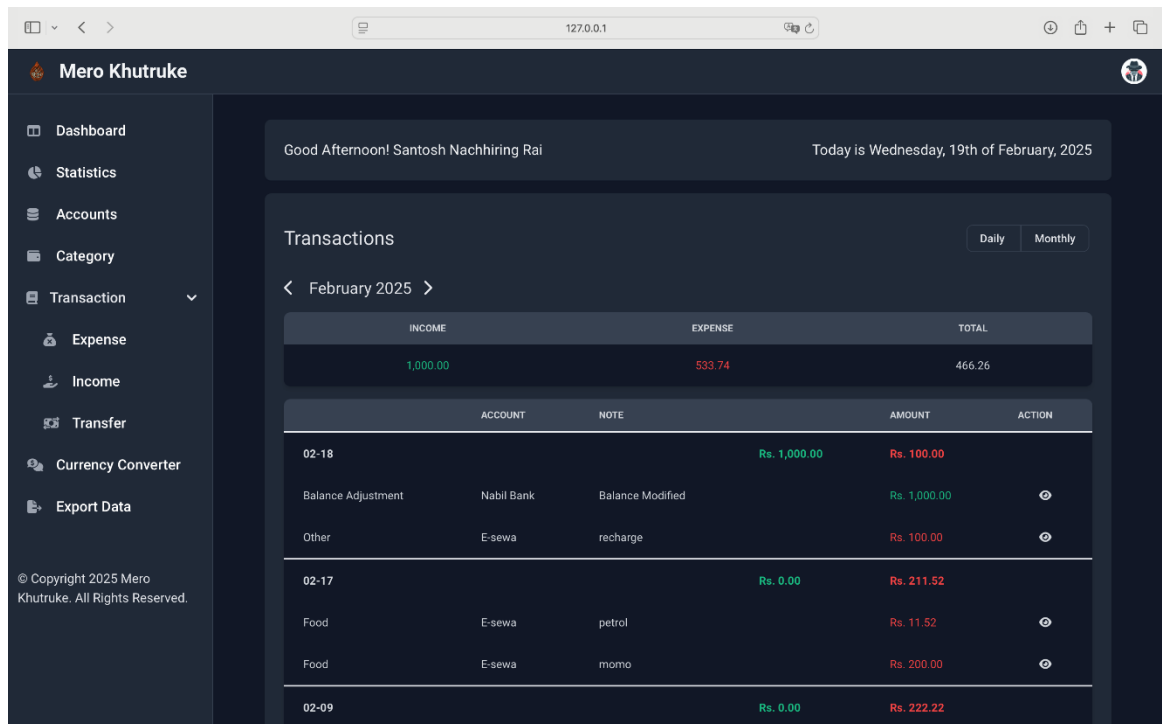 127.0.0.1
Mero Khutruke
Dashboard
Statistics
Accounts
Category
Transaction
Expense
Income
Transfer
Currency Converter
Export Data
© Copyright 2025 Mero
Khutruke. All Rights Reserved.
Good Afternoon! Santosh Nachhiring Rai Today is Wednesday, 19th of February, 2025
Transactions Daily Monthly
February 2025
INCOME EXPENSE TOTAL
1,000.00 533.74 466.26
ACCOUNT NOTE AMOUNT ACTION
02-18 Rs. 1,000.00 Rs. 100.00
Balance Adjustment Nabil Bank Balance Modified Rs. 1,000.00
Other E-sewa recharge Rs. 100.00
02-17 Rs. 0.00 Rs. 211.52
Food E-sewa petrol Rs. 11.52
Food E-sewa momo Rs. 200.00
02-09 Rs. 0.00 Rs. 222.22